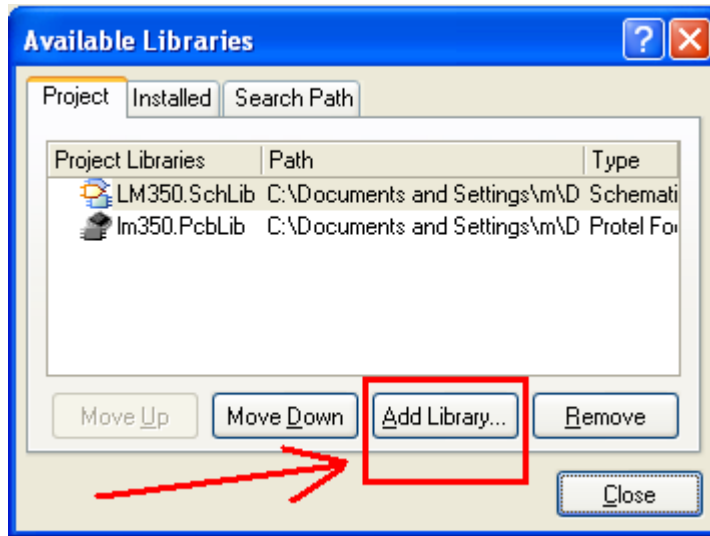 Available Libraries
Project Installed Search Path
Project Libraries Path Type
LM350.SchLib C:\Documents and Settings\m\D Schemati
lm350.PcbLib C:\Documents and Settings\m\D Protel Fo
Move Up Move Down Add Library... Remove
Close